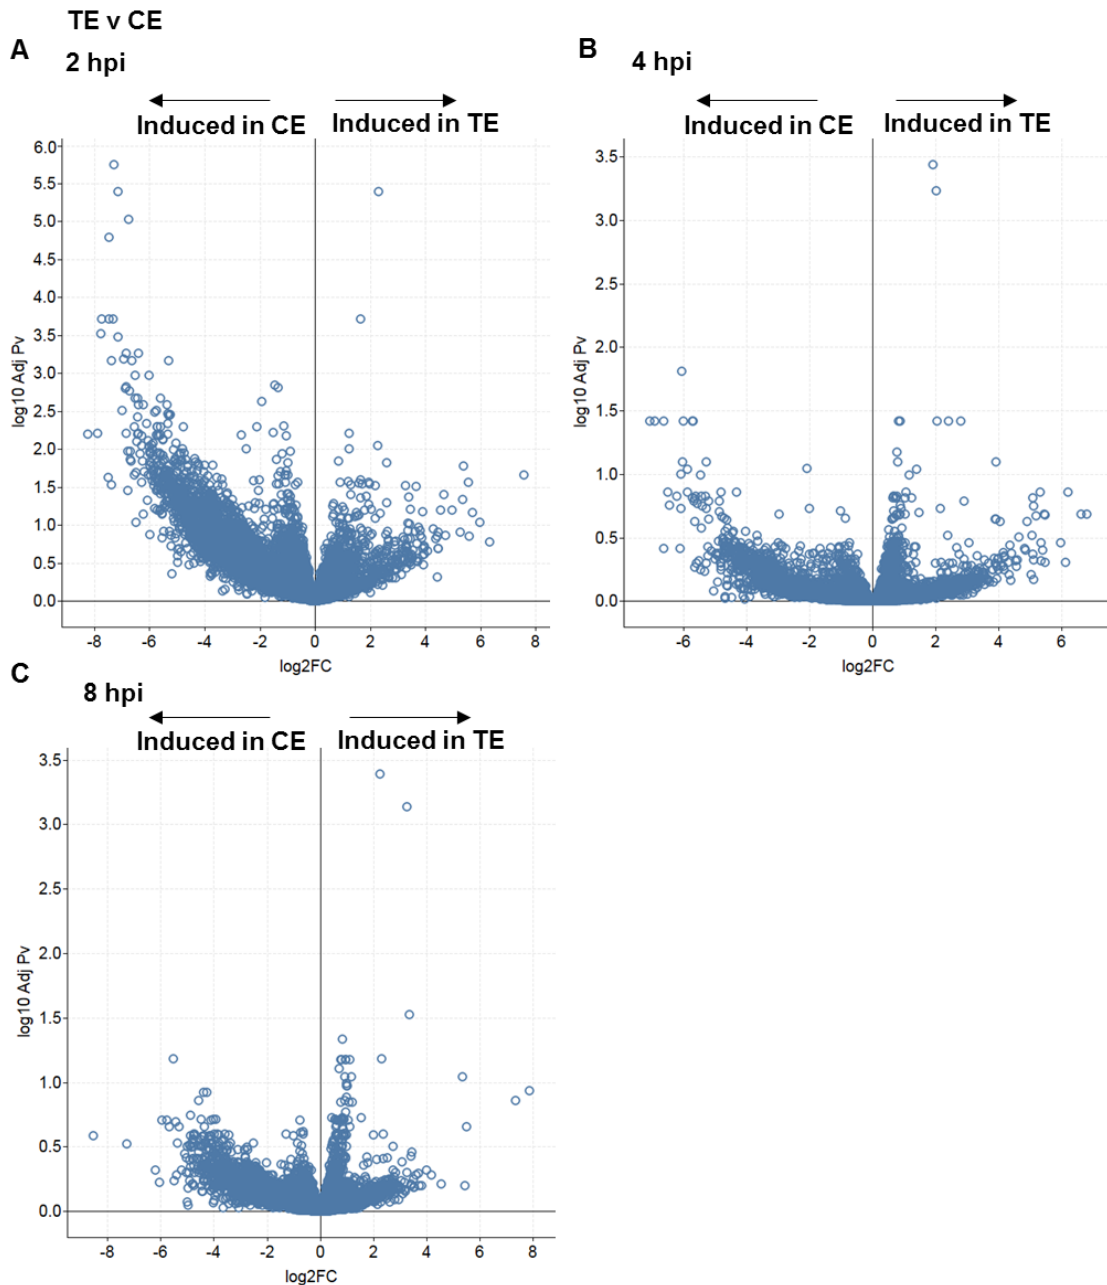 TE v CE
A
2 hpi
Induced in CE
Induced in TE
6.0
5.5
5.0
4.5
4.0
3.5
3.0
2.5
2.0
1.5
1.0
0.5
0.0
log10 Adj Pv
-8 -6 -4 -2 0 2 4 6 8
log2FC
B
4 hpi
Induced in CE
Induced in TE
3.5
3.0
2.5
2.0
1.5
1.0
0.5
0.0
log10 Adj Pv
-6 -4 -2 0 2 4 6
log2FC
C
8 hpi
Induced in CE
Induced in TE
3.5
3.0
2.5
2.0
1.5
1.0
0.5
0.0
log10 Adj Pv
-8 -6 -4 -2 0 2 4 6 8
log2FC